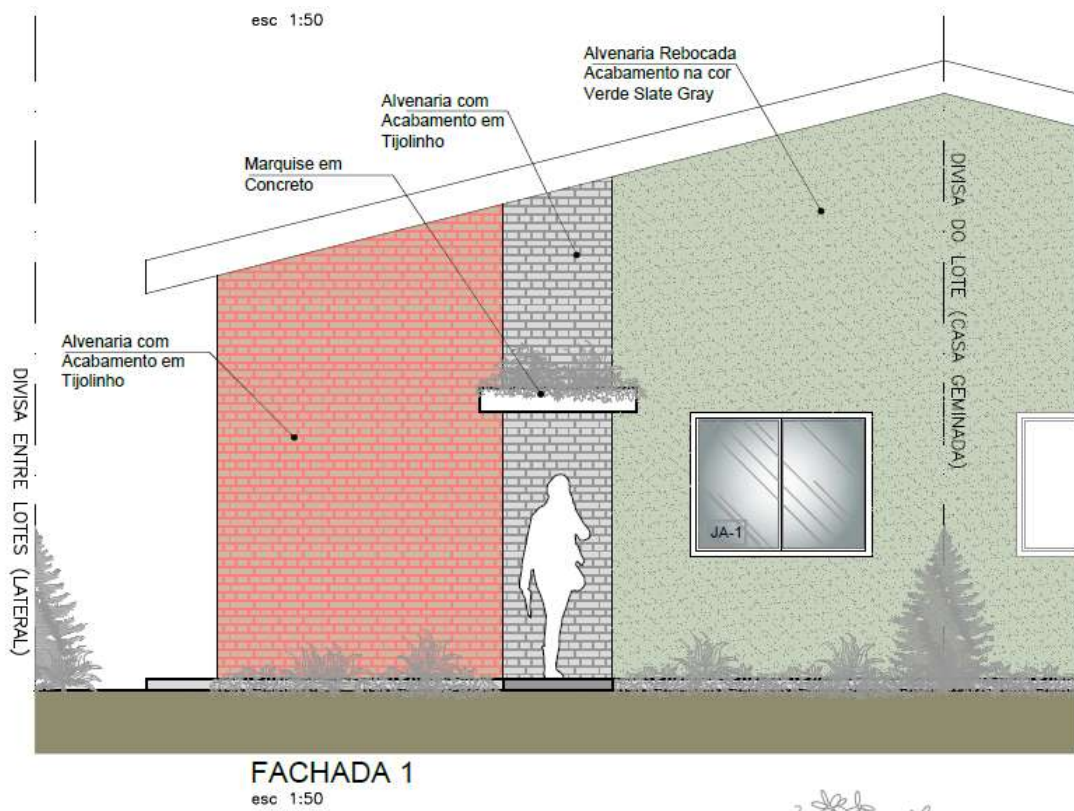 esc 1:50
Alvenaria Rebocada
Acabamento na cor
Verde Slate Gray
Alvenaria com
Acabamento em
Tijolinho
Marquise em
Concreto
Alvenaria com
Acabamento em
Tijolinho
DIVISA ENTRE LOTES (LATERAL)
DIVISA DO LOTE (CASA GEMINADA)
JA-1
FACHADA 1
esc 1:50